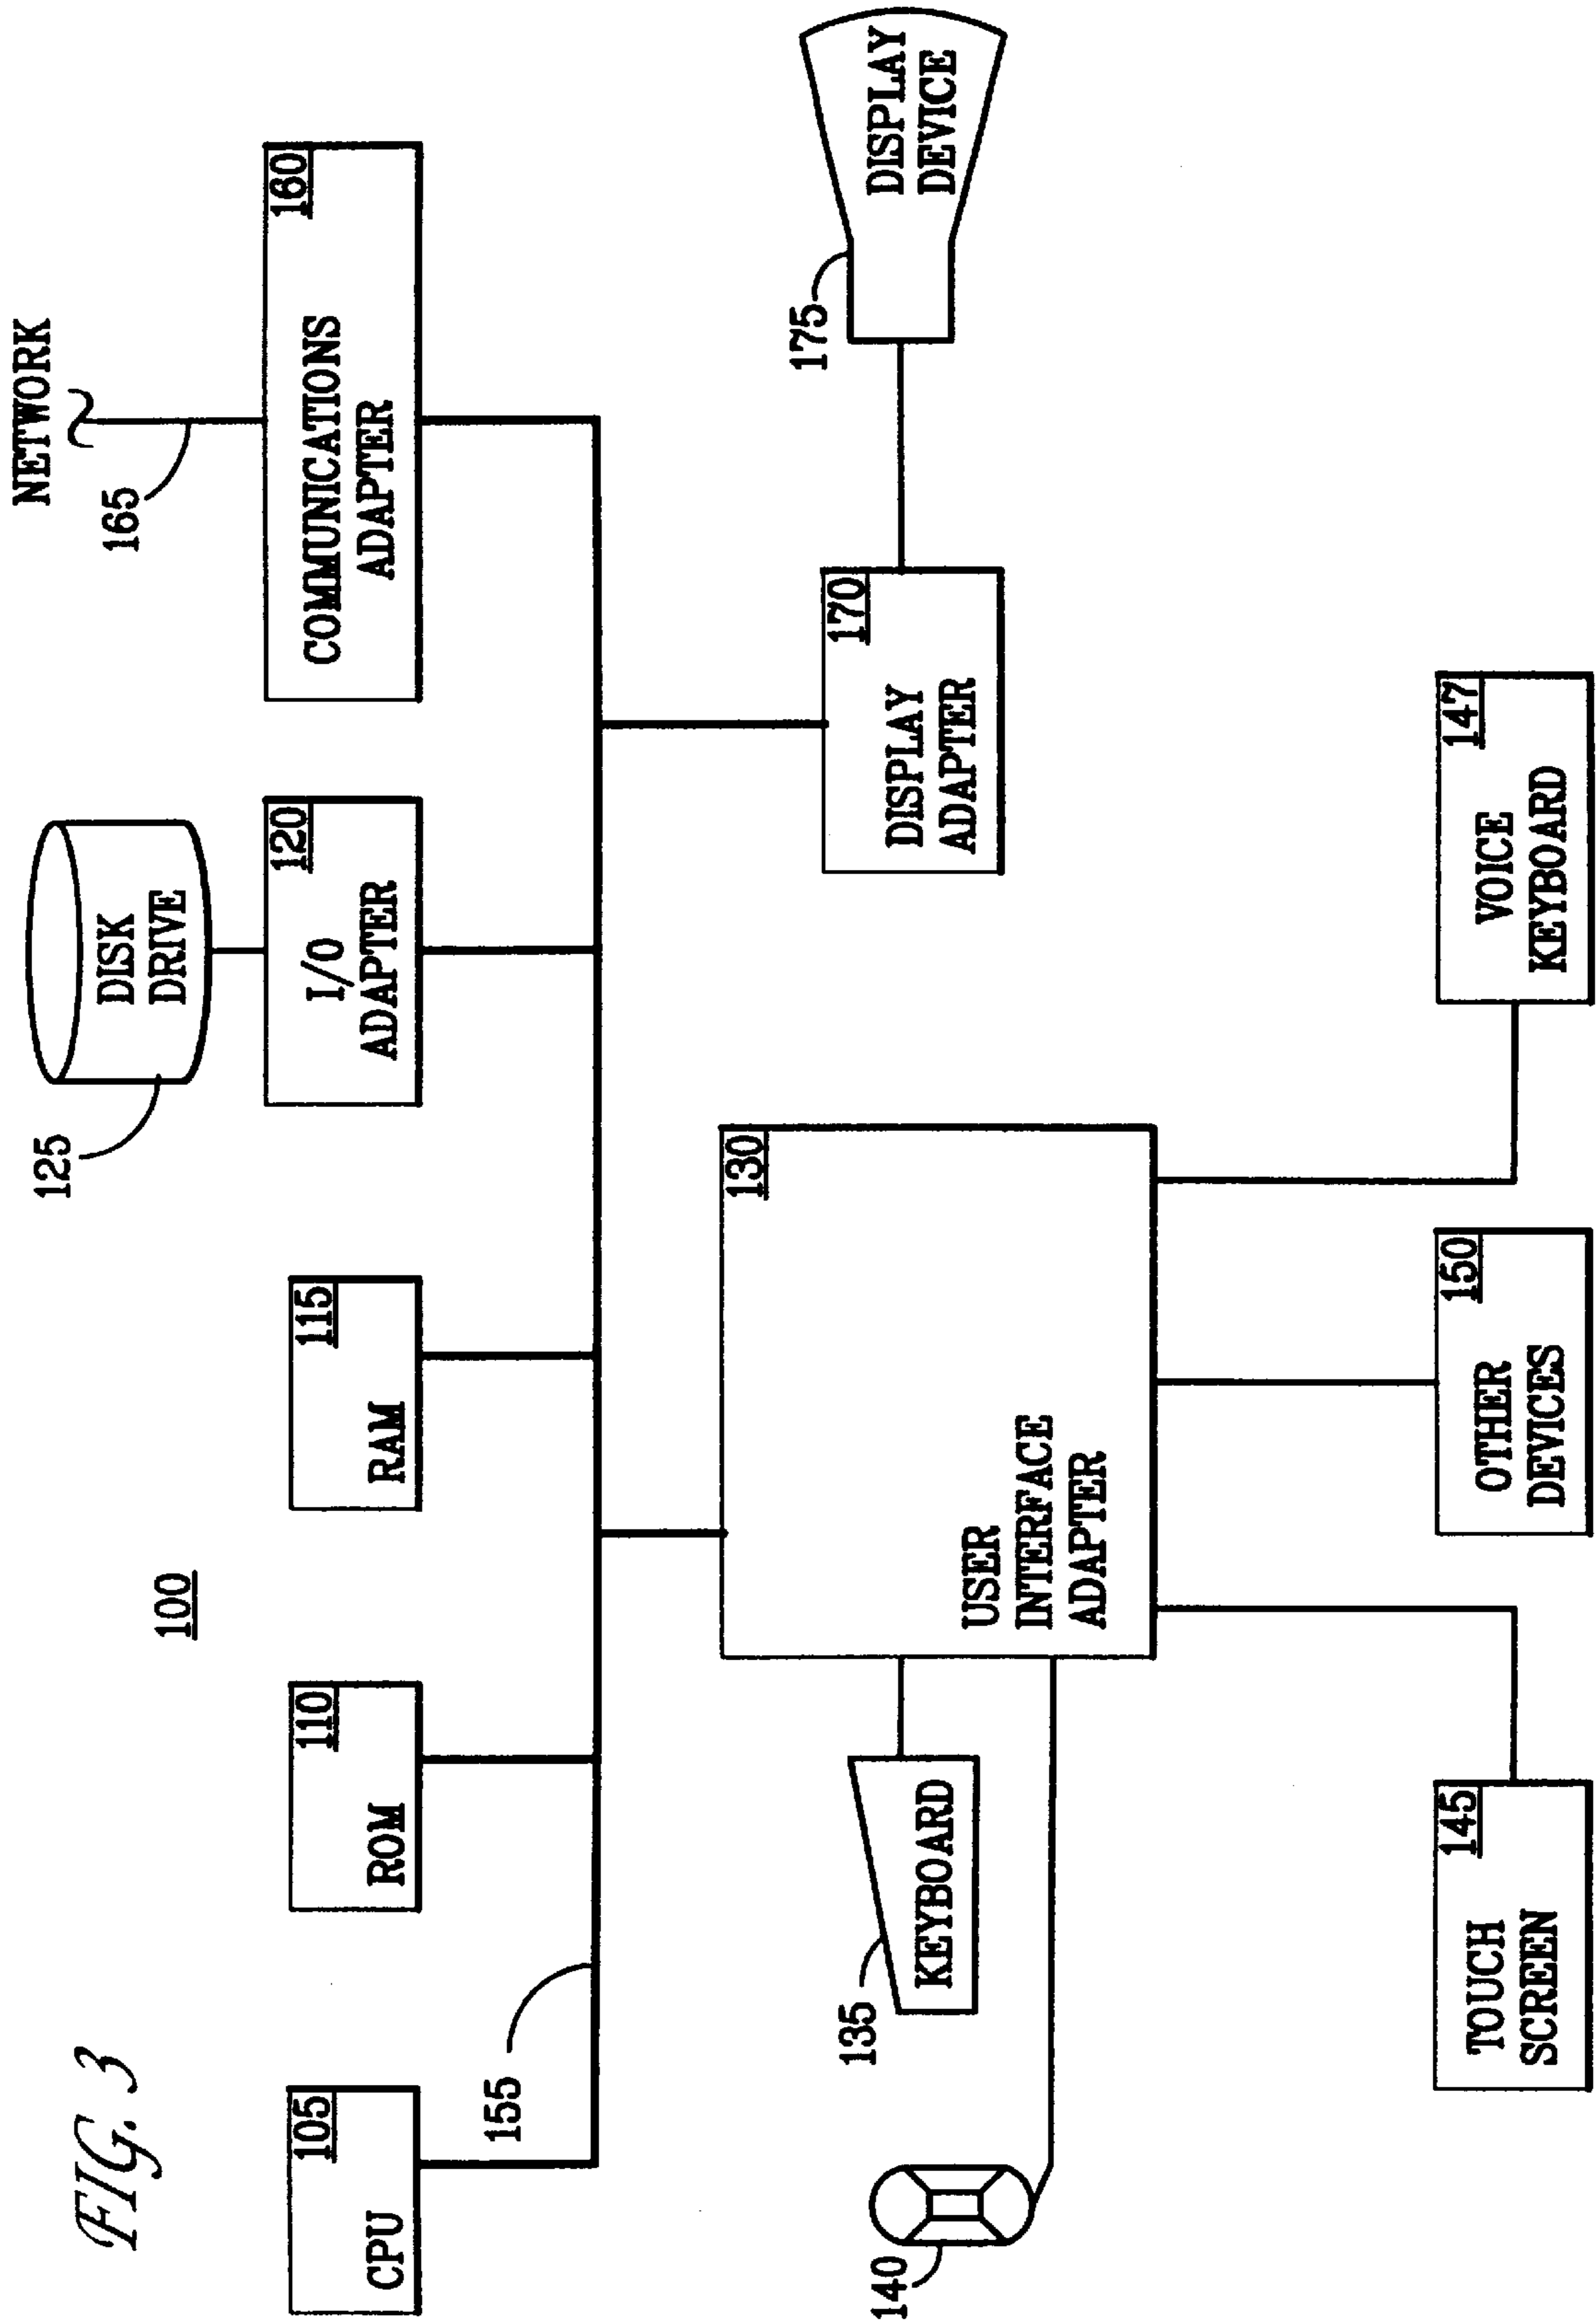 FIG. 3
100
NETWORK
165
125
DISK
DRIVE
105
CPU
110
ROM
115
RAM
120
I/O
ADAPTER
160
COMMUNICATIONS
ADAPTER
155
130
USER
INTERFACE
ADAPTER
170
DISPLAY
ADAPTER
175
DISPLAY
DEVICE
135
KEYBOARD
140
145
TOUCH
SCREEN
150
OTHER
DEVICES
147
VOICE
KEYBOARD